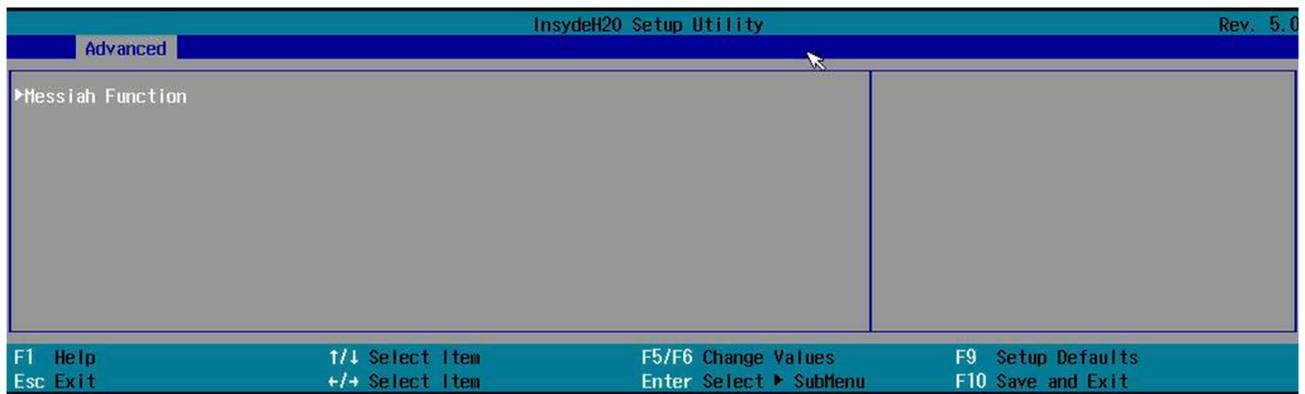 InsydeH20 Setup Utility Rev. 5.0
Advanced
▶Messiah Function
F1 Help ↑/↓ Select Item F5/F6 Change Values F9 Setup Defaults
Esc Exit ←/→ Select Item Enter Select ▶ SubMenu F10 Save and Exit